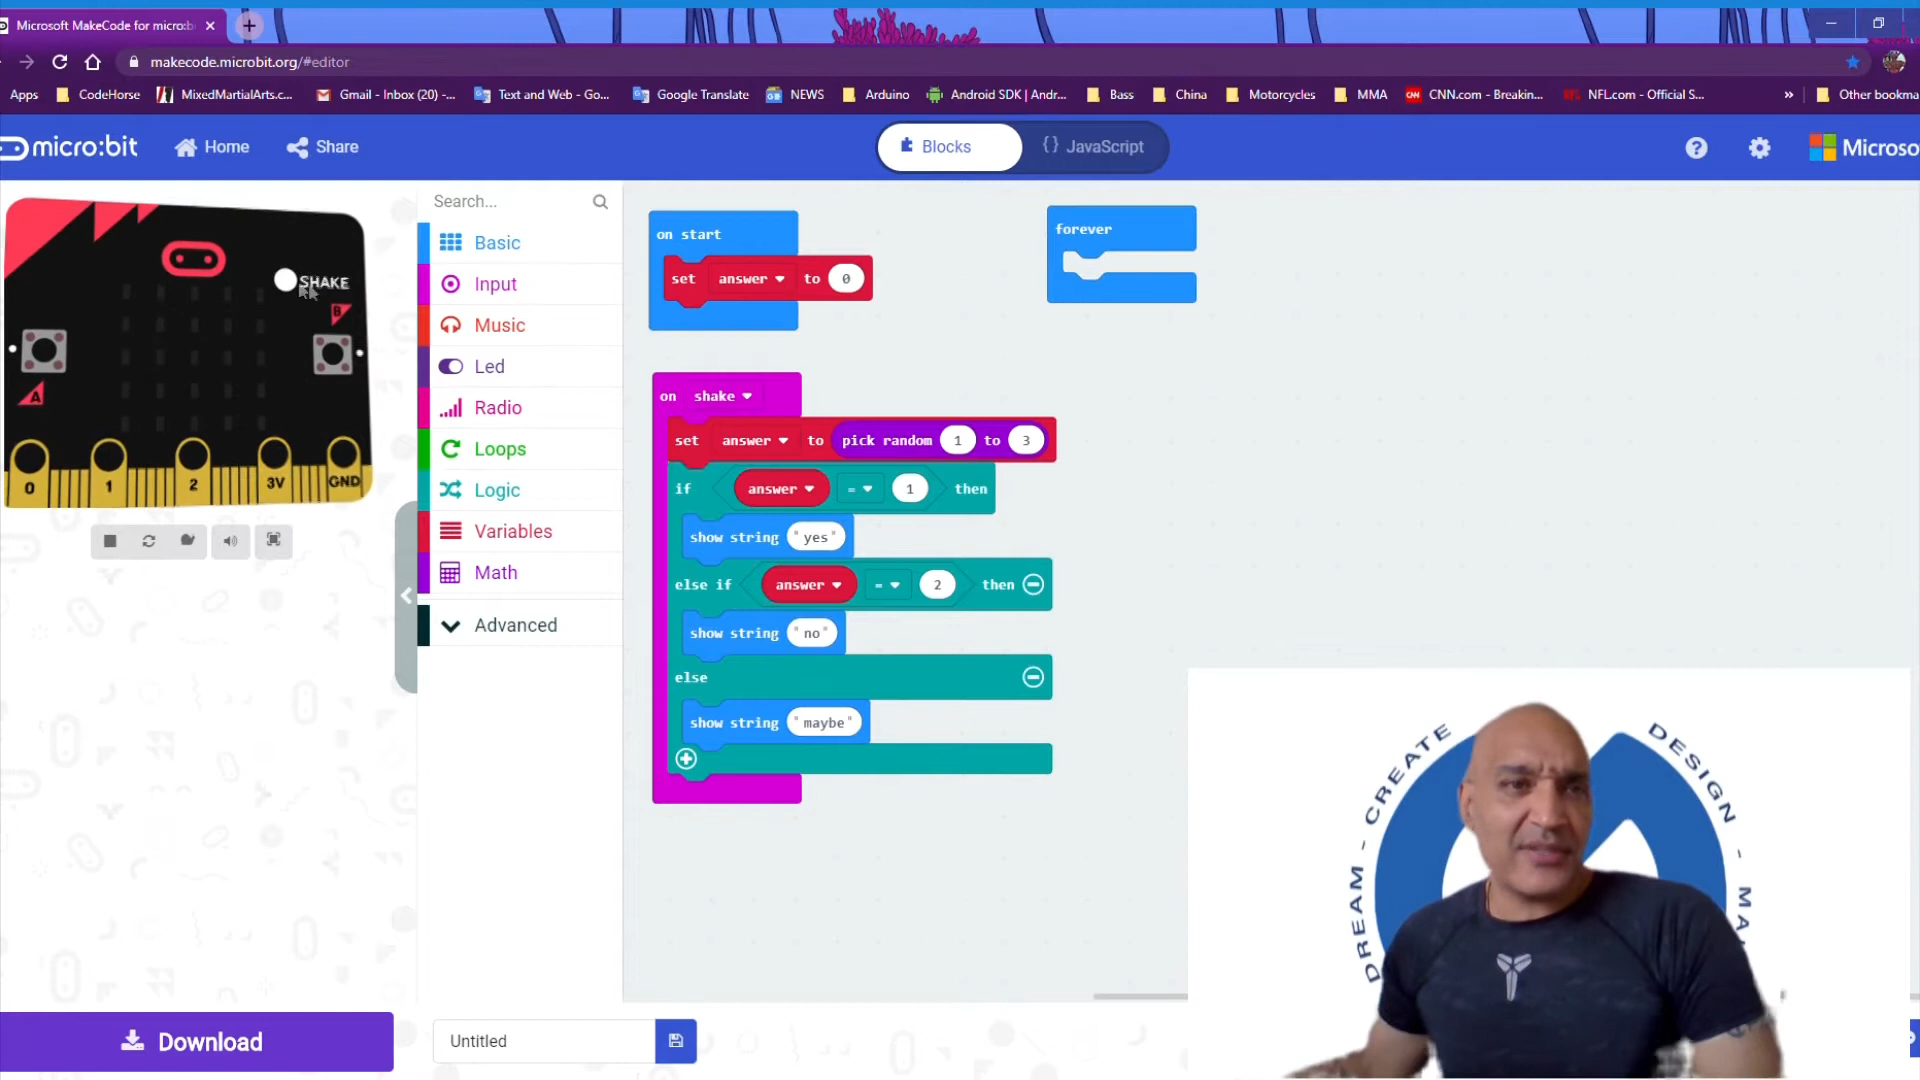 Microsoft MakeCode for micro:b
makecode.microbit.org/#editor
Apps CodeHorse MixedMartialArts.c... Gmail - Inbox (20) -... Text and Web - Go... Google Translate NEWS Arduino Android SDK | Andr... Bass China Motorcycles MMA CNN.com - Breakin... NFL.com - Official S... » Other bookma
micro:bit Home Share Blocks {} JavaScript Microso
SHAKE
B
A
0 1 2 3V GND
Search...
Basic
Input
Music
Led
Radio
Loops
Logic
Variables
Math
Advanced
on start
set answer to 0
forever
on shake
set answer to pick random 1 to 3
if answer = 1 then
show string "yes"
else if answer = 2 then
show string "no"
else
show string "maybe"
DREAM - CREATE
DESIGN - MA
Download
Untitled